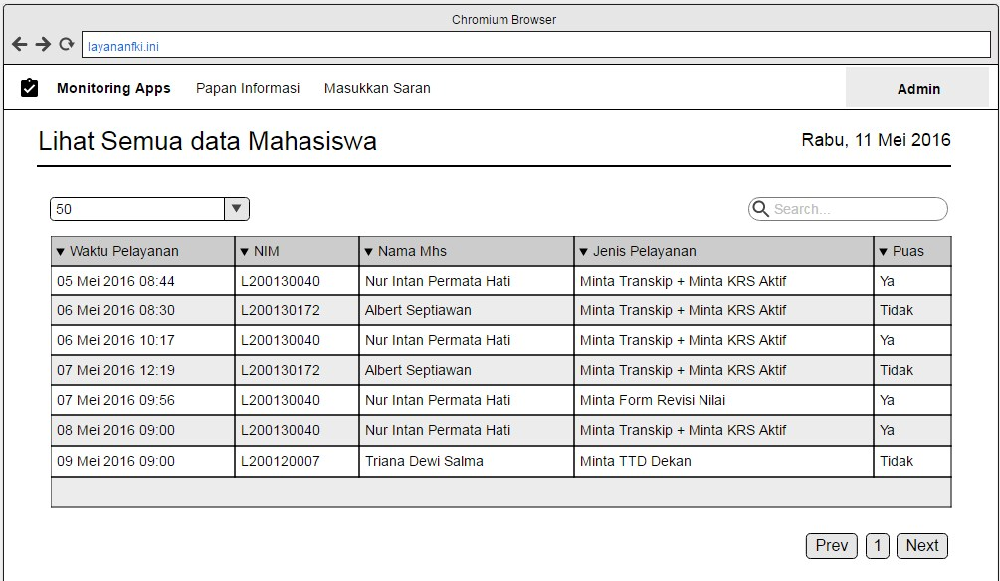 Chromium Browser
layananfki.ini
Monitoring Apps Papan Informasi Masukkan Saran Admin
Lihat Semua data Mahasiswa Rabu, 11 Mei 2016
50 Search...
Waktu Pelayanan NIM Nama Mhs Jenis Pelayanan Puas
05 Mei 2016 08:44 L200130040 Nur Intan Permata Hati Minta Transkip + Minta KRS Aktif Ya
06 Mei 2016 08:30 L200130172 Albert Septiawan Minta Transkip + Minta KRS Aktif Tidak
06 Mei 2016 10:17 L200130040 Nur Intan Permata Hati Minta Transkip + Minta KRS Aktif Ya
07 Mei 2016 12:19 L200130172 Albert Septiawan Minta Transkip + Minta KRS Aktif Tidak
07 Mei 2016 09:56 L200130040 Nur Intan Permata Hati Minta Form Revisi Nilai Ya
08 Mei 2016 09:00 L200130040 Nur Intan Permata Hati Minta Transkip + Minta KRS Aktif Ya
09 Mei 2016 09:00 L200120007 Triana Dewi Salma Minta TTD Dekan Tidak
Prev 1 Next